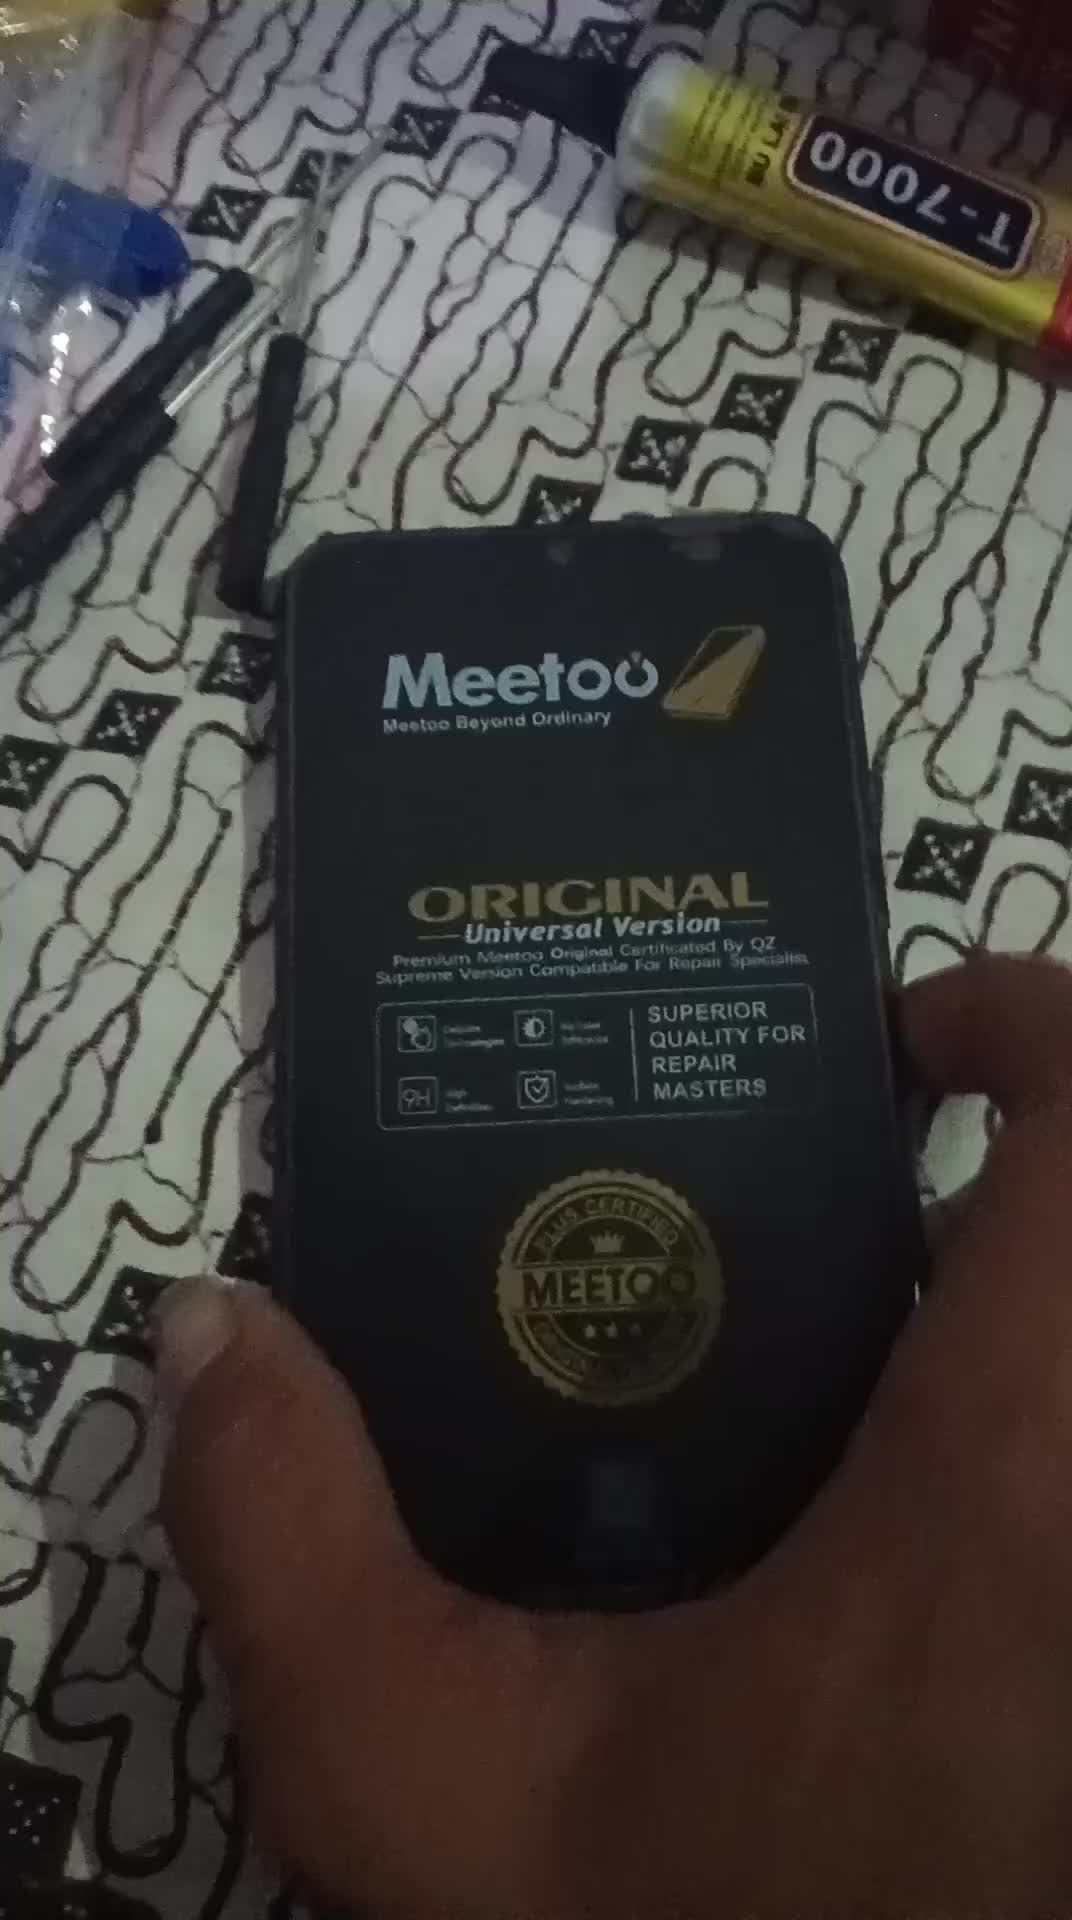 T-7000
Meetoo
Meetoo Beyond Ordinary
ORIGINAL
Universal Version
Premium Meetoo Original Certificated By QZ
Supreme Version Compatible For Repair Specialist
9H
SUPERIOR
QUALITY FOR
REPAIR
MASTERS
PLUS CERTIFIED
MEETOO